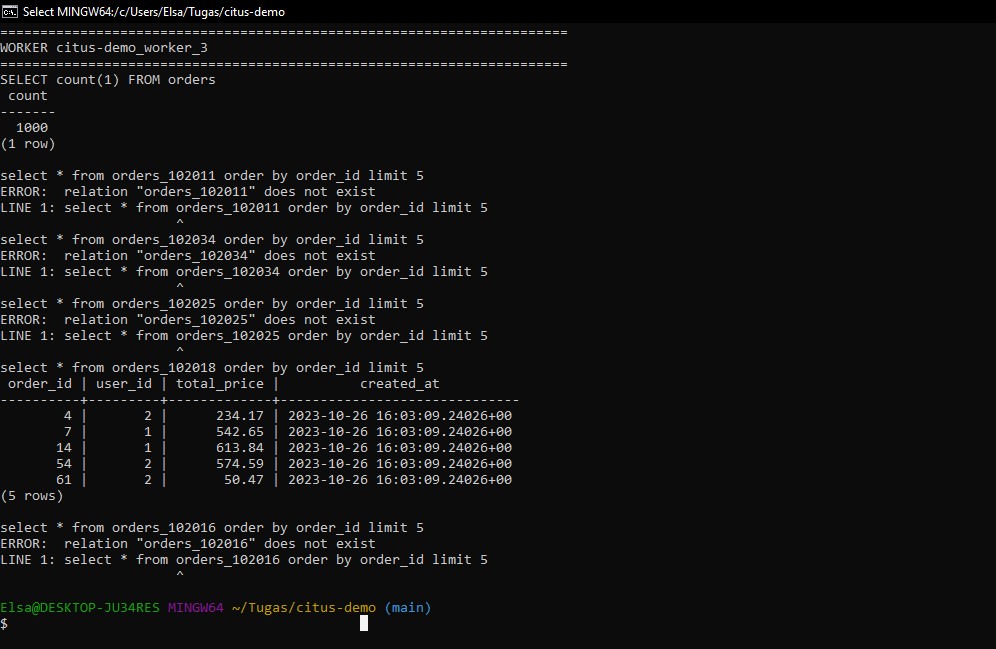 Select MINGW64:/c/Users/Elsa/Tugas/citus-demo
=======================================================================
WORKER citus-demo_worker_3
=======================================================================
SELECT count(1) FROM orders
 count
-------
  1000
(1 row)

select * from orders_102011 order by order_id limit 5
ERROR:  relation "orders_102011" does not exist
LINE 1: select * from orders_102011 order by order_id limit 5
                      ^
select * from orders_102034 order by order_id limit 5
ERROR:  relation "orders_102034" does not exist
LINE 1: select * from orders_102034 order by order_id limit 5
                      ^
select * from orders_102025 order by order_id limit 5
ERROR:  relation "orders_102025" does not exist
LINE 1: select * from orders_102025 order by order_id limit 5
                      ^
select * from orders_102018 order by order_id limit 5
 order_id | user_id | total_price |          created_at
----------+---------+-------------+------------------------------
        4 |       2 |      234.17 | 2023-10-26 16:03:09.24026+00
        7 |       1 |      542.65 | 2023-10-26 16:03:09.24026+00
       14 |       1 |      613.84 | 2023-10-26 16:03:09.24026+00
       54 |       2 |      574.59 | 2023-10-26 16:03:09.24026+00
       61 |       2 |       50.47 | 2023-10-26 16:03:09.24026+00
(5 rows)

select * from orders_102016 order by order_id limit 5
ERROR:  relation "orders_102016" does not exist
LINE 1: select * from orders_102016 order by order_id limit 5
                      ^

Elsa@DESKTOP-JU34RES MINGW64 ~/Tugas/citus-demo (main)
$